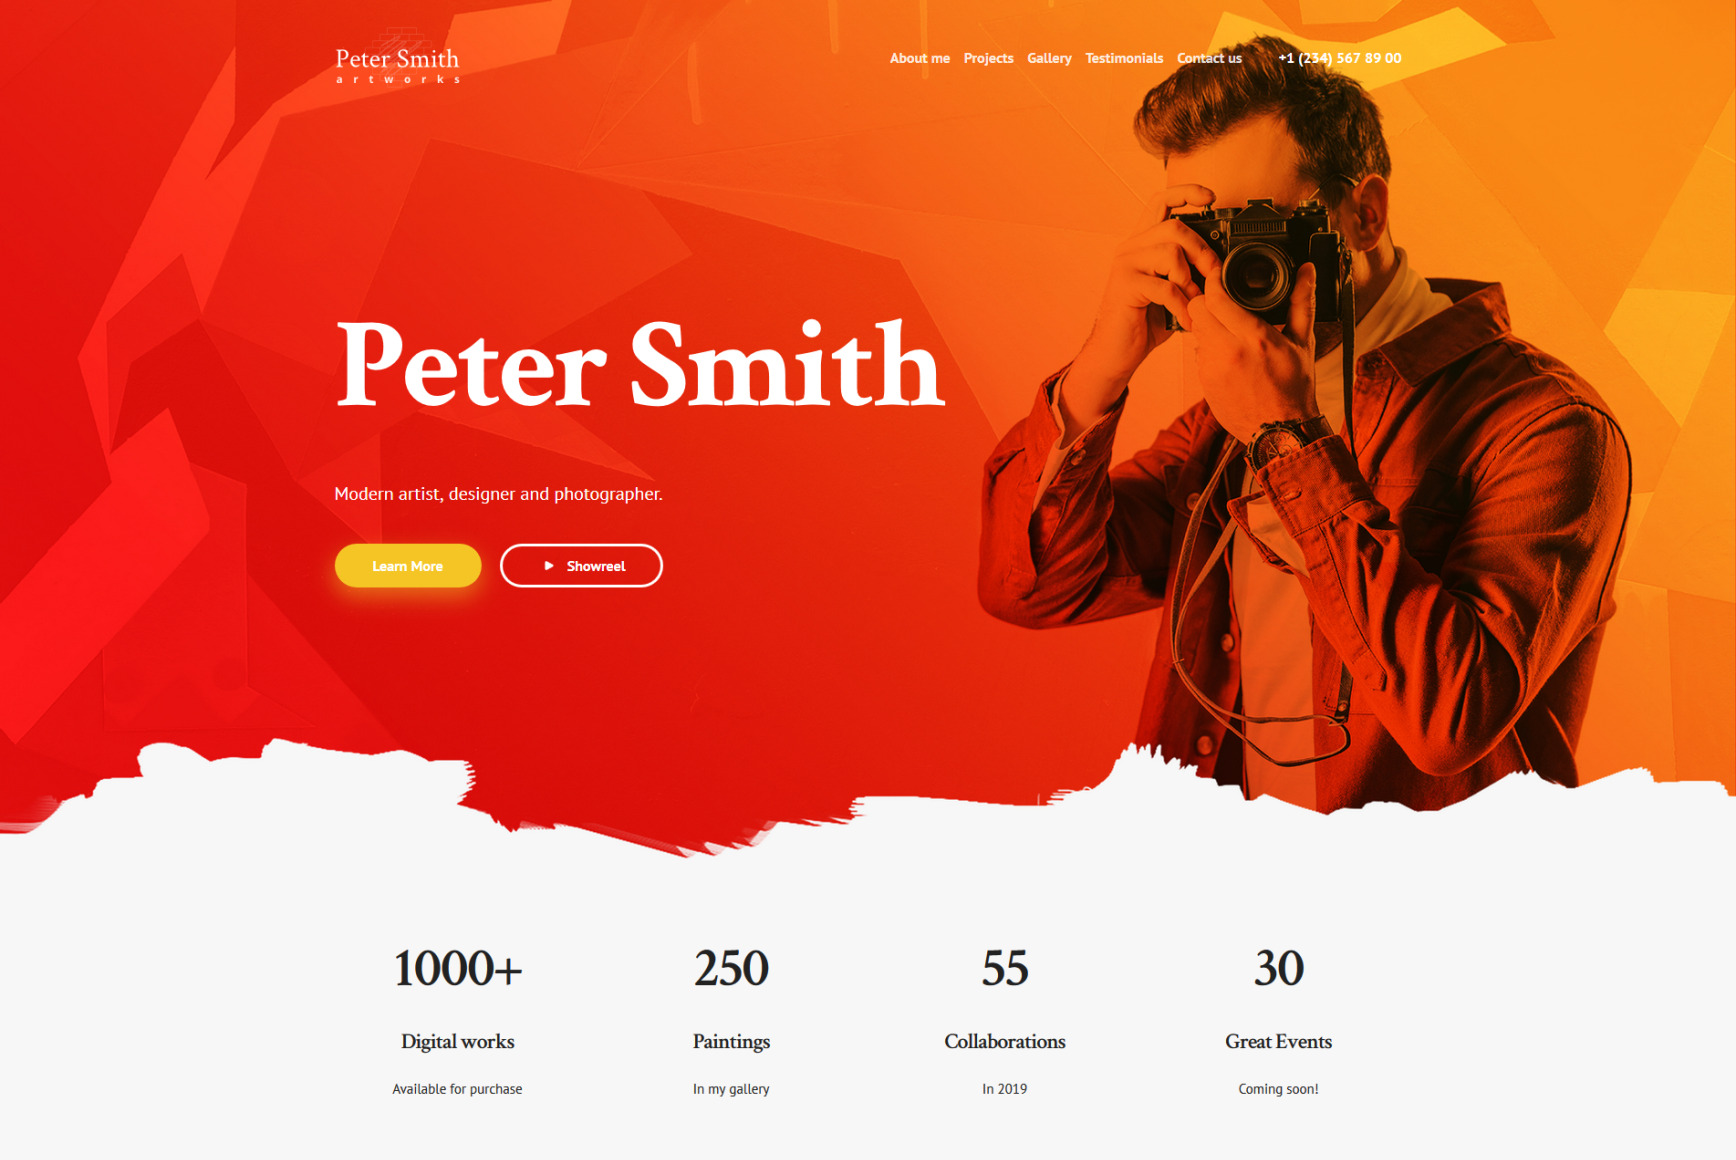 Peter Smith
artworks
About me Projects Gallery Testimonials Contact us +1 (234) 567 89 00
Peter Smith
Modern artist, designer and photographer.
Learn More Showreel
1000+ 250 55 30
Digital works Paintings Collaborations Great Events
Available for purchase In my gallery In 2019 Coming soon!